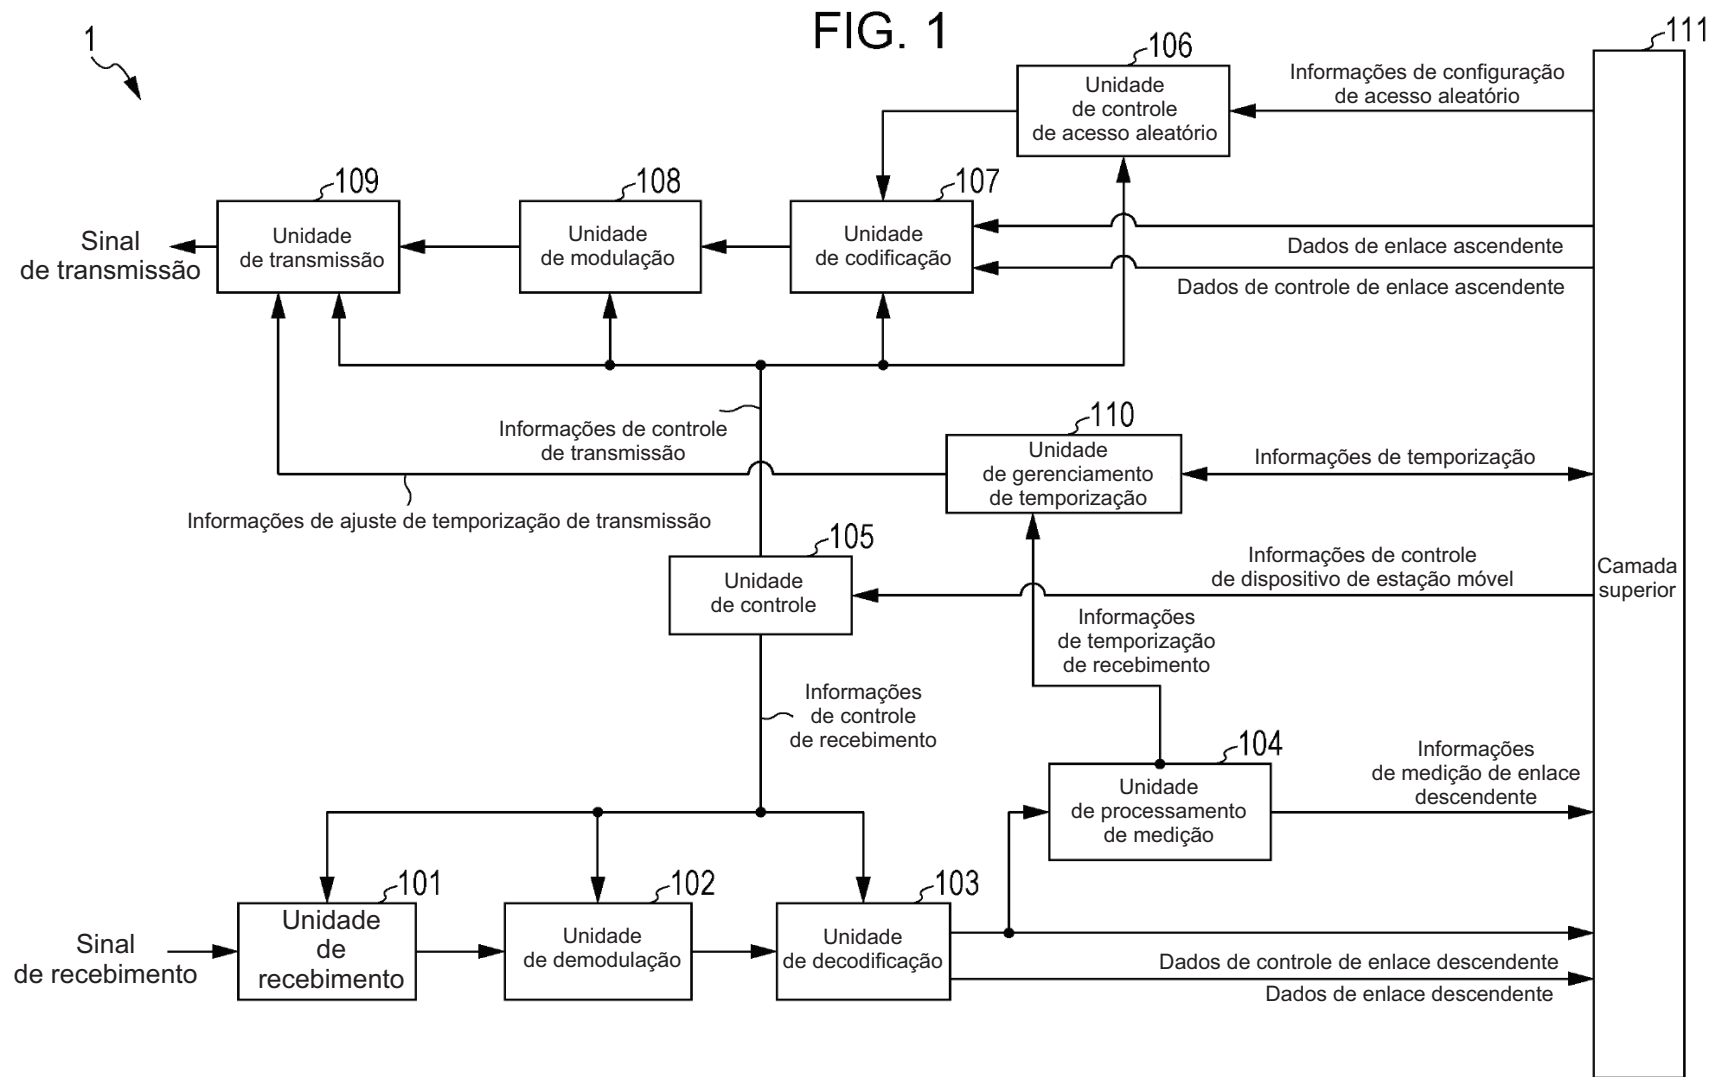 FIG. 1
1
111
106
Unidade
de controle
de acesso aleatório
Informações de configuração
de acesso aleatório
109
108
107
Sinal
de transmissão
Unidade
de transmissão
Unidade
de modulação
Unidade
de codificação
Dados de enlace ascendente
Dados de controle de enlace ascendente
Informações de controle
de transmissão
110
Unidade
de gerenciamento
de temporização
Informações de temporização
Informações de ajuste de temporização de transmissão
105
Unidade
de controle
Informações de controle
de dispositivo de estação móvel
Camada
superior
Informações
de temporização
de recebimento
Informações
de controle
de recebimento
104
Unidade
de processamento
de medição
Informações
de medição de enlace
descendente
101
102
103
Sinal
de recebimento
Unidade
de
recebimento
Unidade
de demodulação
Unidade
de decodificação
Dados de controle de enlace descendente
Dados de enlace descendente